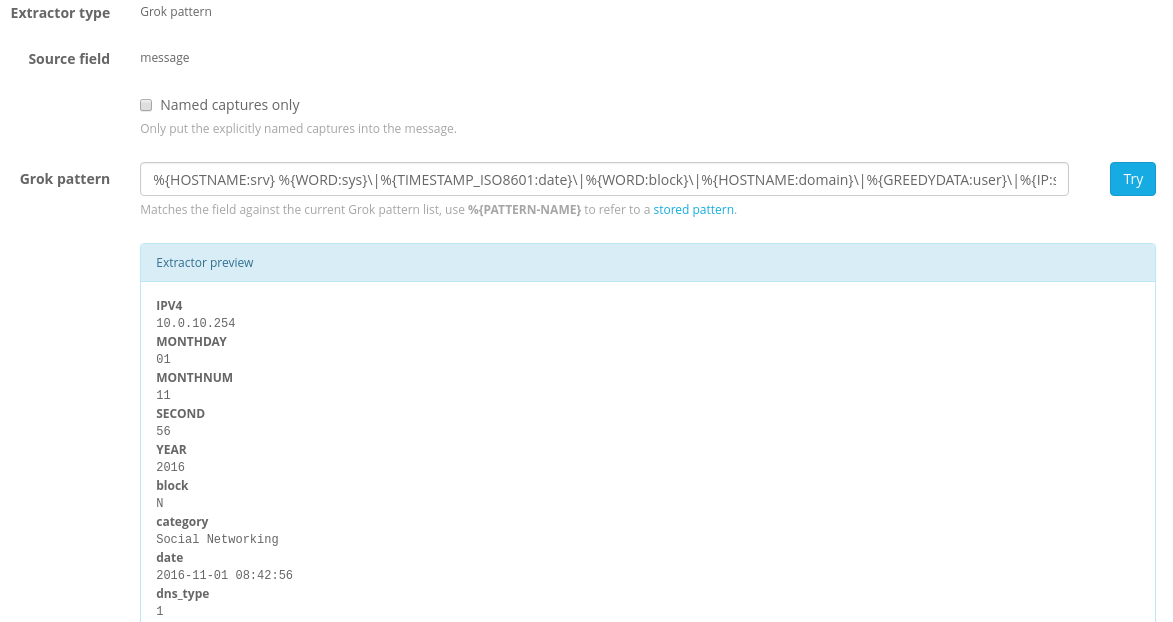 Extractor type Grok pattern
Source field message
Named captures only
Only put the explicitly named captures into the message.
Grok pattern %{HOSTNAME:srv} %{WORD:sys}\|%{TIMESTAMP_ISO8601:date}\|%{WORD:block}\|%{HOSTNAME:domain}\|%{GREEDYDATA:user}\|%{IP:s Try
Matches the field against the current Grok pattern list, use %{PATTERN-NAME} to refer to a stored pattern.
Extractor preview
IPV4
10.0.10.254
MONTHDAY
01
MONTHNUM
11
SECOND
56
YEAR
2016
block
N
category
Social Networking
date
2016-11-01 08:42:56
dns_type
1